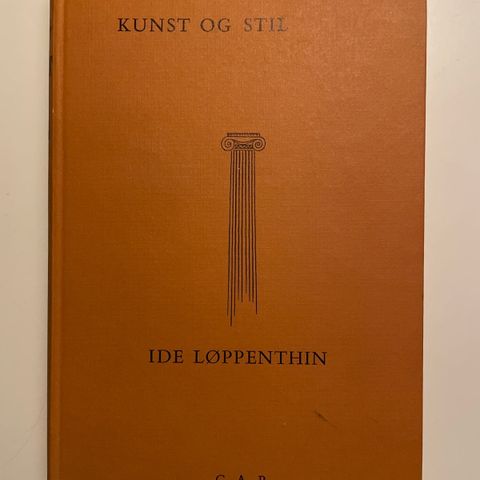 KUNST OG STIL
IDE LØPPENTHIN